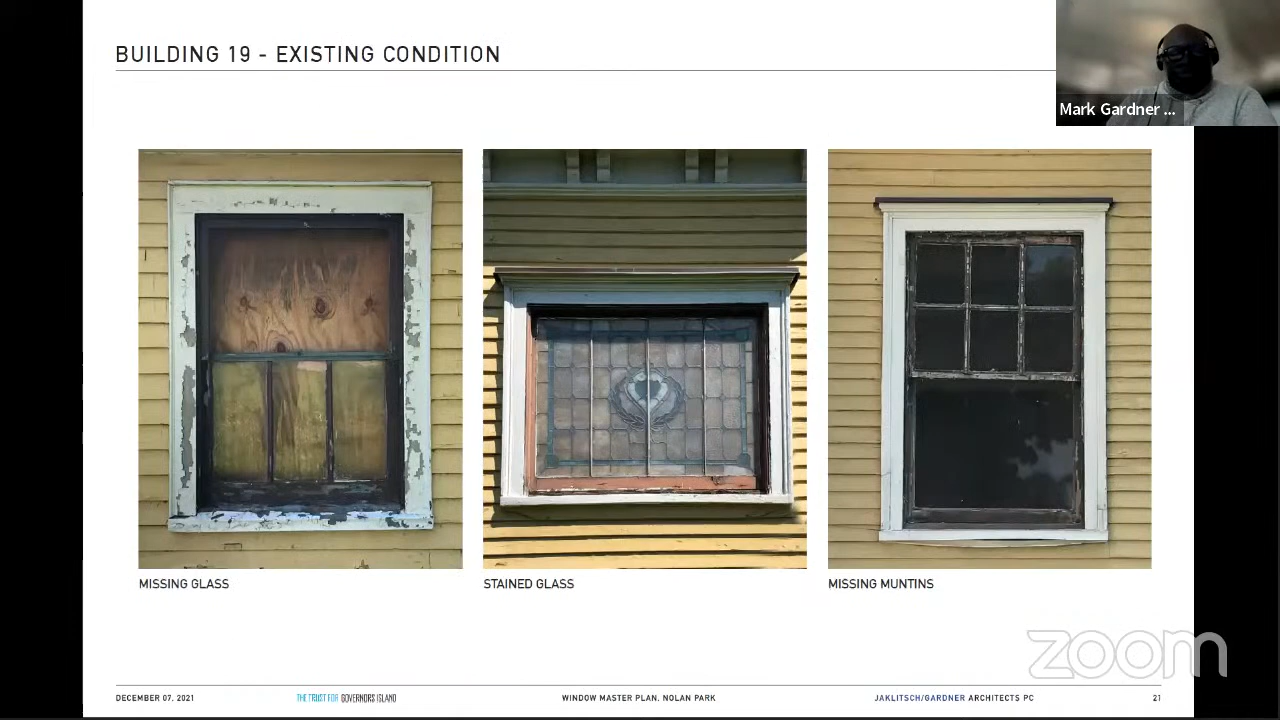 BUILDING 19 - EXISTING CONDITION
Mark Gardner ...
MISSING GLASS
STAINED GLASS
MISSING MUNTINS
zoom
DECEMBER 07, 2021
THE TRUST FOR GOVERNORS ISLAND
WINDOW MASTER PLAN, NOLAN PARK
JAKLITSCH/GARDNER ARCHITECTS PC
21